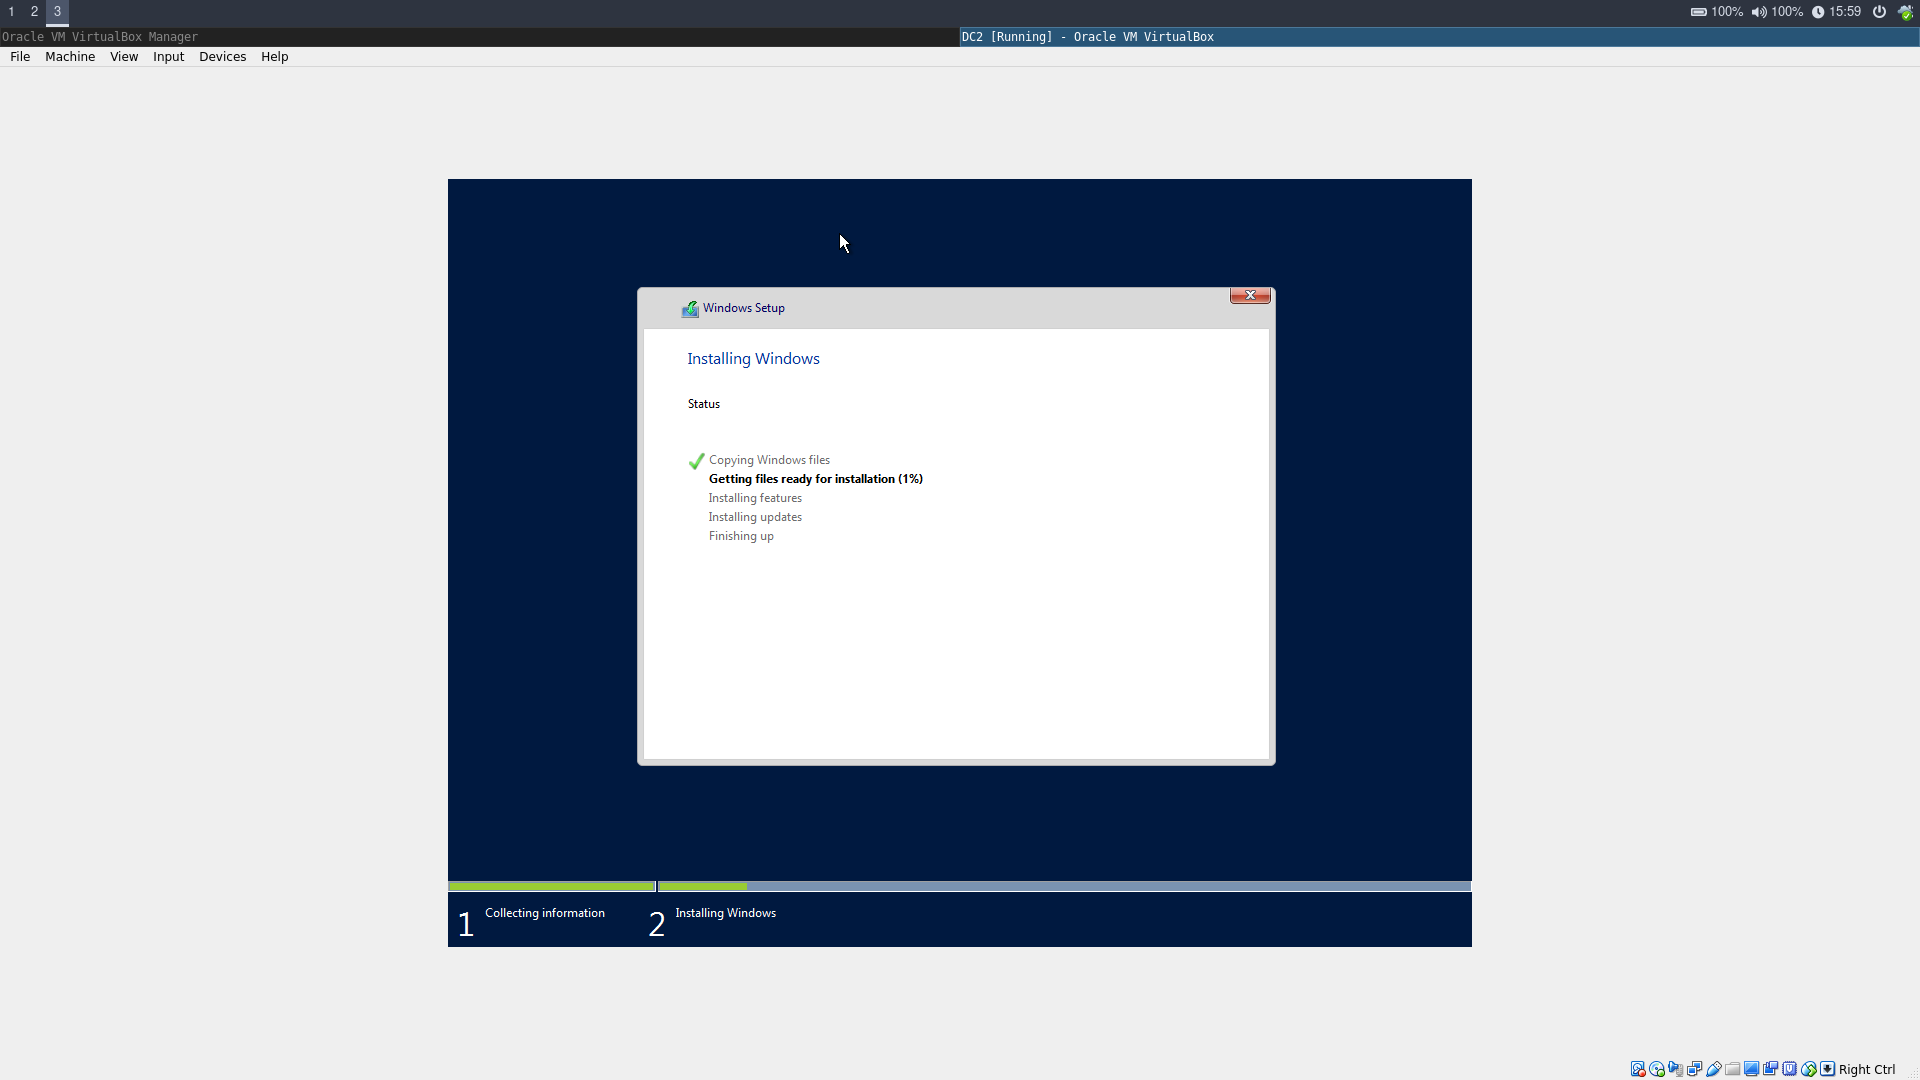 1 2 3 100% 100% 15:59
Oracle VM VirtualBox Manager DC2 [Running] - Oracle VM VirtualBox
File Machine View Input Devices Help
Windows Setup
Installing Windows
Status
Copying Windows files
Getting files ready for installation (1%)
Installing features
Installing updates
Finishing up
1 Collecting information 2 Installing Windows
Right Ctrl